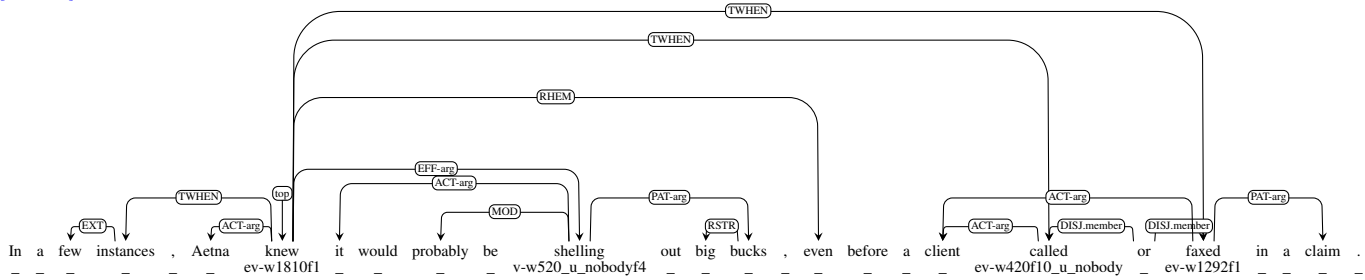 TWHEN
TWHEN
RHEM
EFF-arg
ACT-arg
TWHEN top PAT-arg ACT-arg PAT-arg
MOD
EXT ACT-arg RSTR ACT-arg DISJ.member DISJ.member
In a few instances , Aetna knew it would probably be shelling out big bucks , even before a client called or faxed in a claim .
_ _ _ _ _ _ ev-w1810f1 _ _ _ _ v-w520_u_nobodyf4 _ _ _ _ _ _ _ _ ev-w420f10_u_nobody _ ev-w1292f1 _ _ _ _